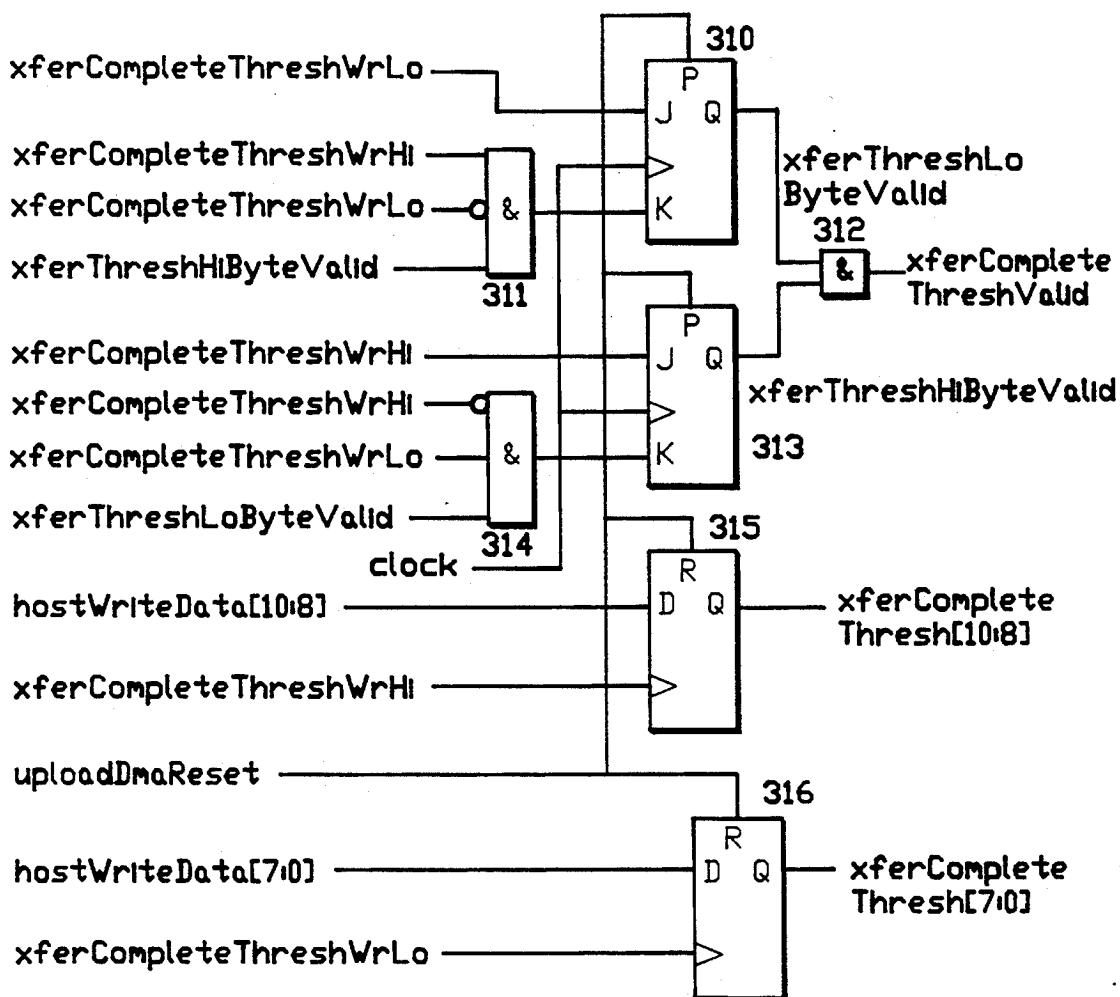 310
xferCompleteThreshWrLo
P
J Q
xferCompleteThreshWrHi
xferThreshLo
ByteValid
xferCompleteThreshWrLo
&
K
312
xferThreshHiByteValid
&
xferComplete
ThreshValid
311
P
xferCompleteThreshWrHi
J Q
xferCompleteThreshWrHi
xferThreshHiByteValid
xferCompleteThreshWrLo
&
K
313
xferThreshLoByteValid
314
315
clock
R
hostWriteData[10:8]
D Q
xferComplete
Thresh[10:8]
xferCompleteThreshWrHi
uploadDmaReset
316
R
hostWriteData[7:0]
D Q
xferComplete
Thresh[7:0]
xferCompleteThreshWrLo